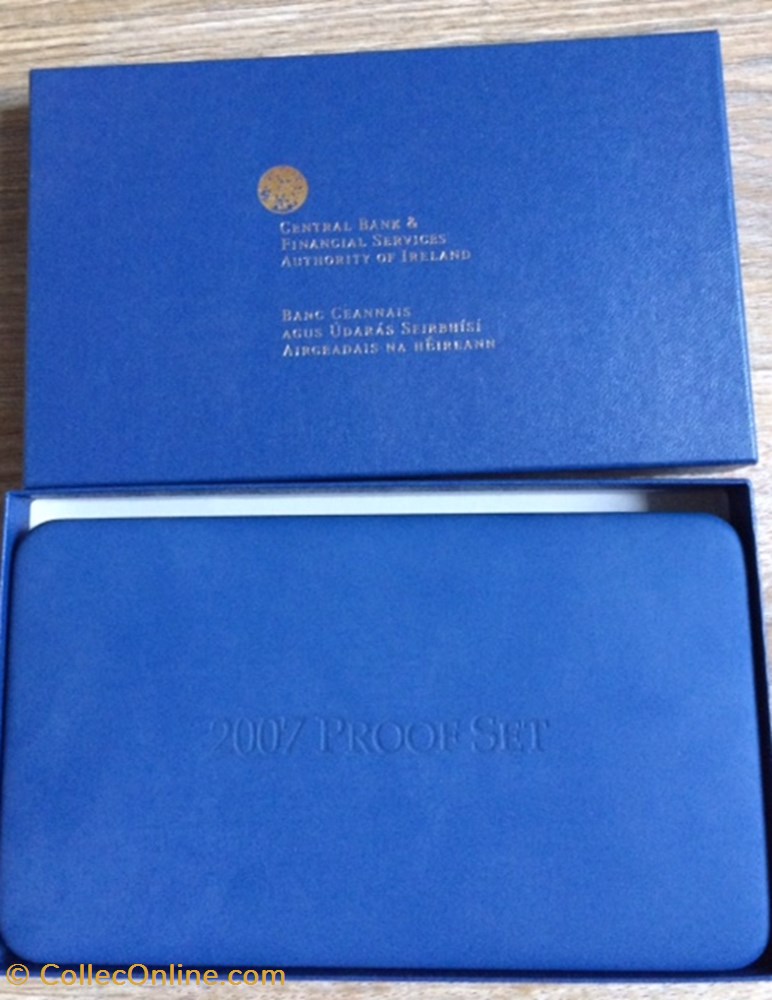 Central Bank &
Financial Services
Authority of Ireland
Banc Ceannais
agus Údarás Seirbhísí
Airgeadais na hÉireann
2007 Proof Set
© CollecOnline.com